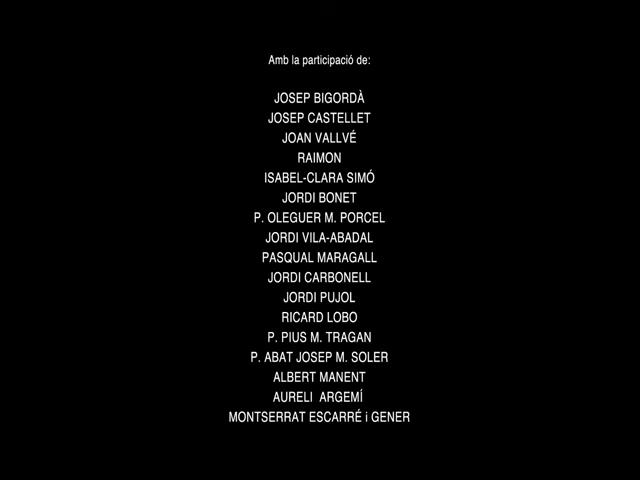 Amb la participació de:
JOSEP BIGORDÀ
JOSEP CASTELLET
JOAN VALLVÉ
RAIMON
ISABEL-CLARA SIMÓ
JORDI BONET
P. OLEGUER M. PORCEL
JORDI VILA-ABADAL
PASQUAL MARAGALL
JORDI CARBONELL
JORDI PUJOL
RICARD LOBO
P. PIUS M. TRAGAN
P. ABAT JOSEP M. SOLER
ALBERT MANENT
AURELI ARGEMÍ
MONTSERRAT ESCARRÉ i GENER